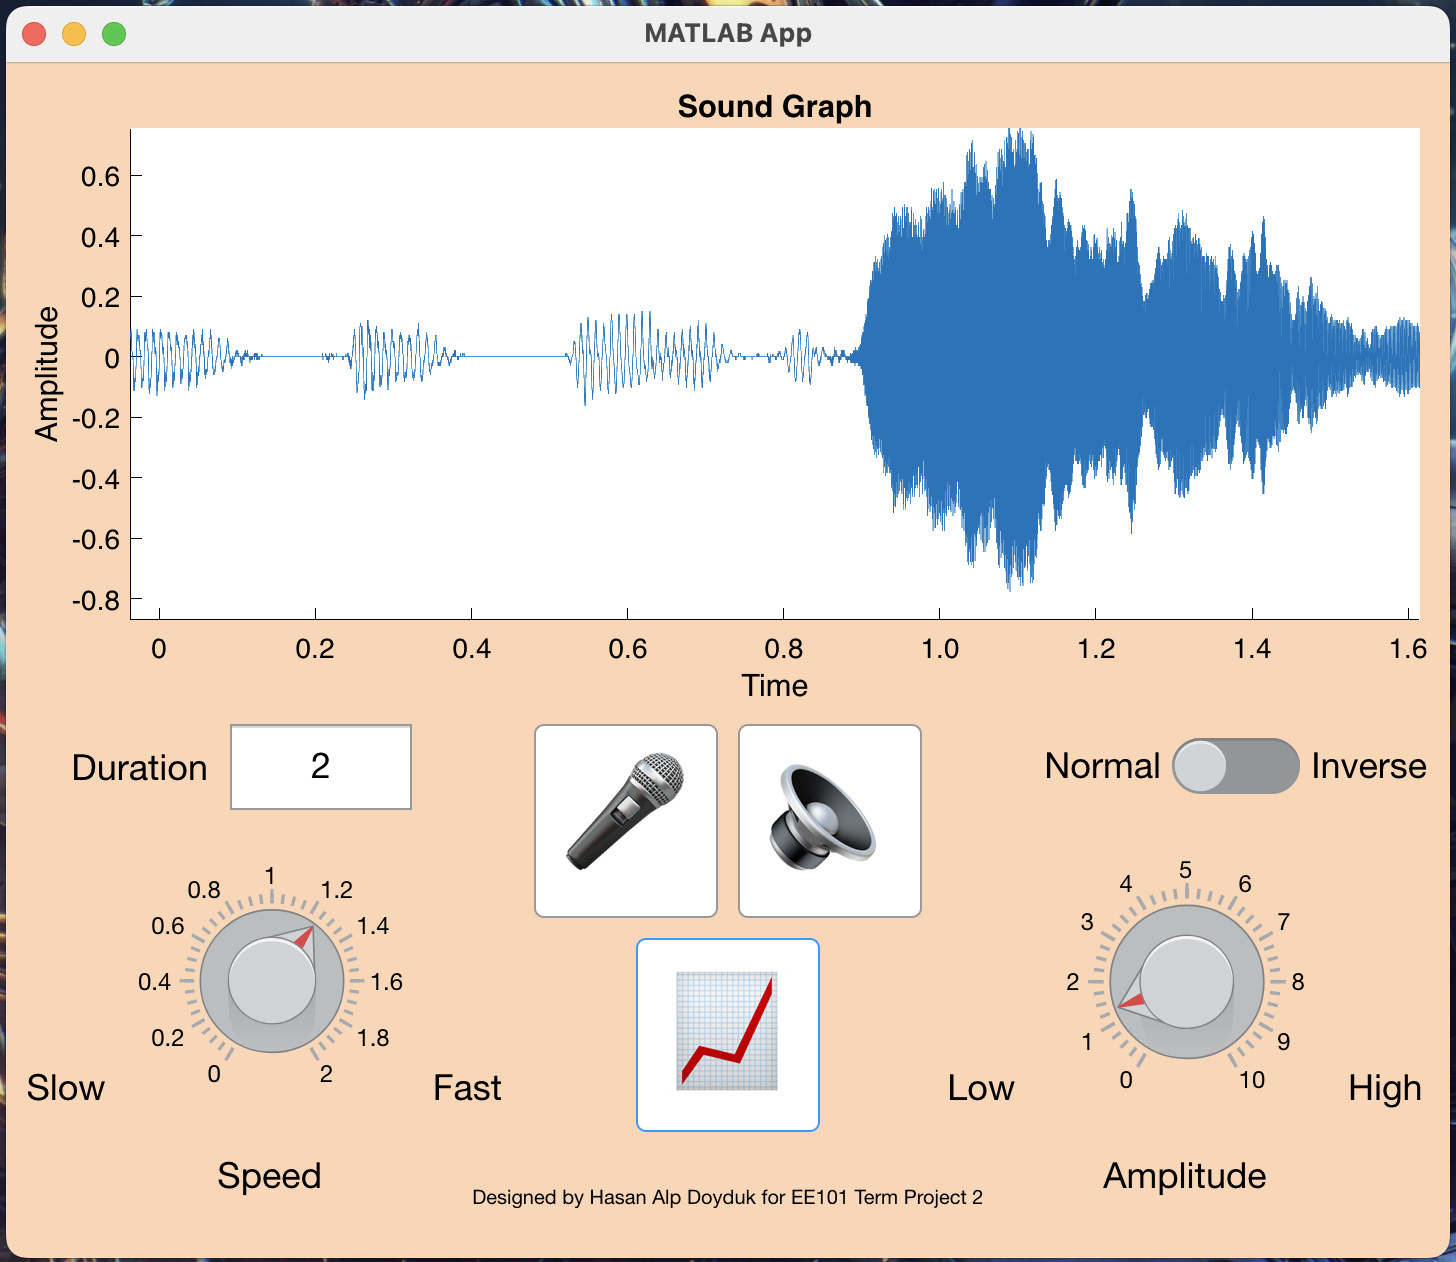 MATLAB App
Sound Graph
0.6
0.4
0.2
0
-0.2
-0.4
-0.6
-0.8
Amplitude
0 0.2 0.4 0.6 0.8 1.0 1.2 1.4 1.6
Time
Duration 2
Normal Inverse
0 0.2 0.4 0.6 0.8 1 1.2 1.4 1.6 1.8 2
Slow Fast
Speed
0 1 2 3 4 5 6 7 8 9 10
Low High
Amplitude
Designed by Hasan Alp Doyduk for EE101 Term Project 2